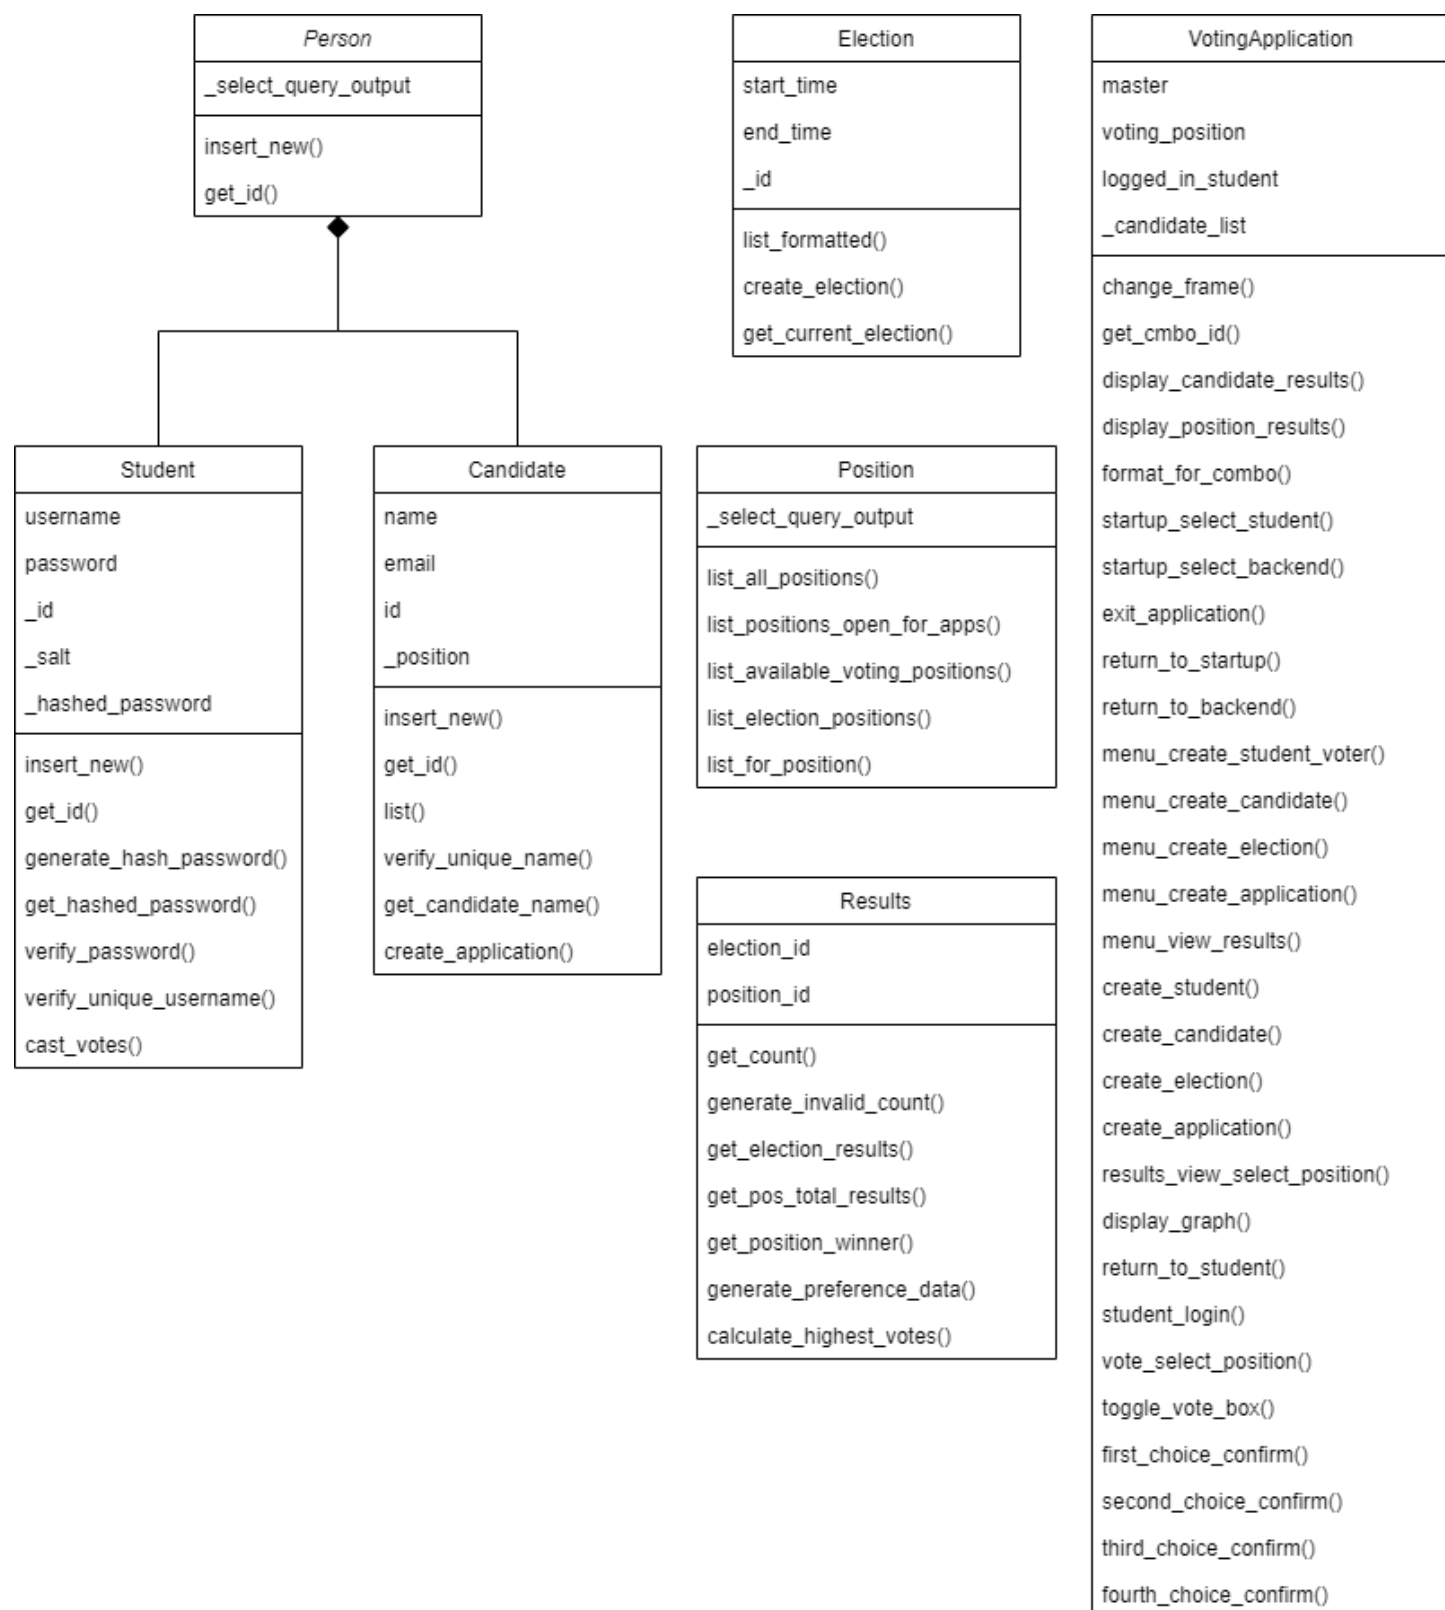 Person
_select_query_output
insert_new()
get_id()
Student
username
password
_id
_salt
_hashed_password
insert_new()
get_id()
generate_hash_password()
get_hashed_password()
verify_password()
verify_unique_username()
cast_votes()
Candidate
name
email
id
_position
insert_new()
get_id()
list()
verify_unique_name()
get_candidate_name()
create_application()
Election
start_time
end_time
_id
list_formatted()
create_election()
get_current_election()
Position
_select_query_output
list_all_positions()
list_positions_open_for_apps()
list_available_voting_positions()
list_election_positions()
list_for_position()
Results
election_id
position_id
get_count()
generate_invalid_count()
get_election_results()
get_pos_total_results()
get_position_winner()
generate_preference_data()
calculate_highest_votes()
VotingApplication
master
voting_position
logged_in_student
_candidate_list
change_frame()
get_cmbo_id()
display_candidate_results()
display_position_results()
format_for_combo()
startup_select_student()
startup_select_backend()
exit_application()
return_to_startup()
return_to_backend()
menu_create_student_voter()
menu_create_candidate()
menu_create_election()
menu_create_application()
menu_view_results()
create_student()
create_candidate()
create_election()
create_application()
results_view_select_position()
display_graph()
return_to_student()
student_login()
vote_select_position()
toggle_vote_box()
first_choice_confirm()
second_choice_confirm()
third_choice_confirm()
fourth_choice_confirm()